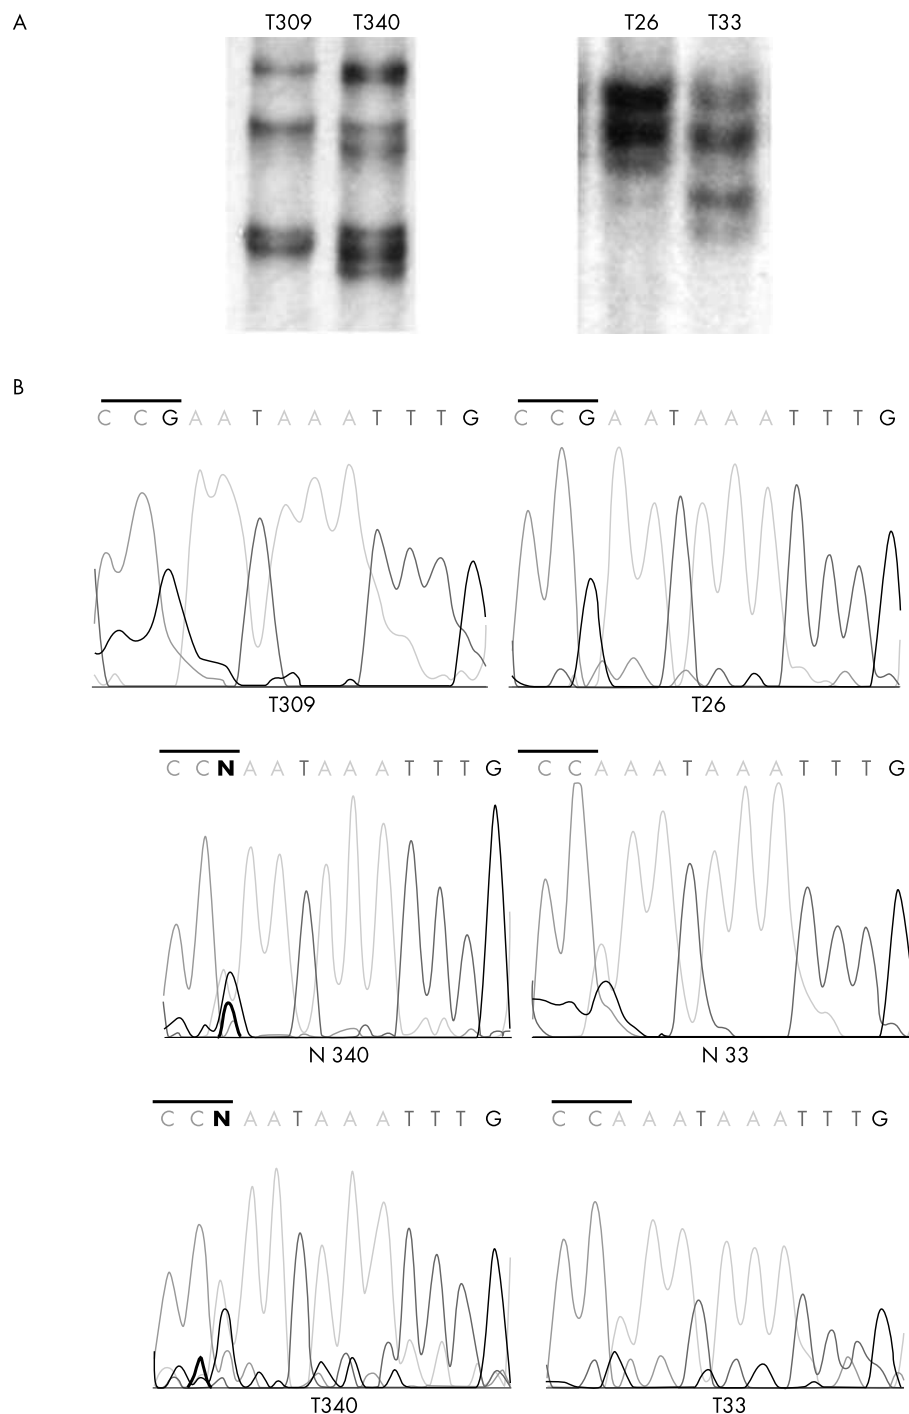 A
T309 T340 T26 T33
B
C C G A A T A A A T T T G
C C G A A T A A A T T T G
T309 T26
C C N A A T A A A T T T G
C C A A A T A A A T T T G
N 340 N 33
C C N A A T A A A T T T G
C C A A A T A A A T T T G
T340 T33